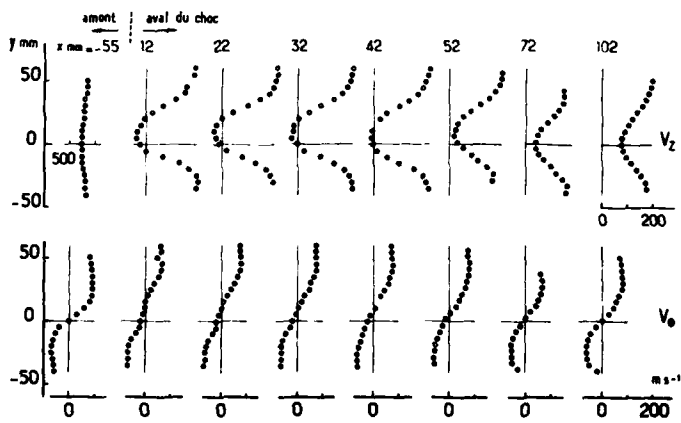 amont aval du choc
y mm x mm = -55 12 22 32 42 52 72 102
50
0
500
V_z
-50
0 200
50
0
V_θ
-50
m s⁻¹
0 0 0 0 0 0 0 0 200